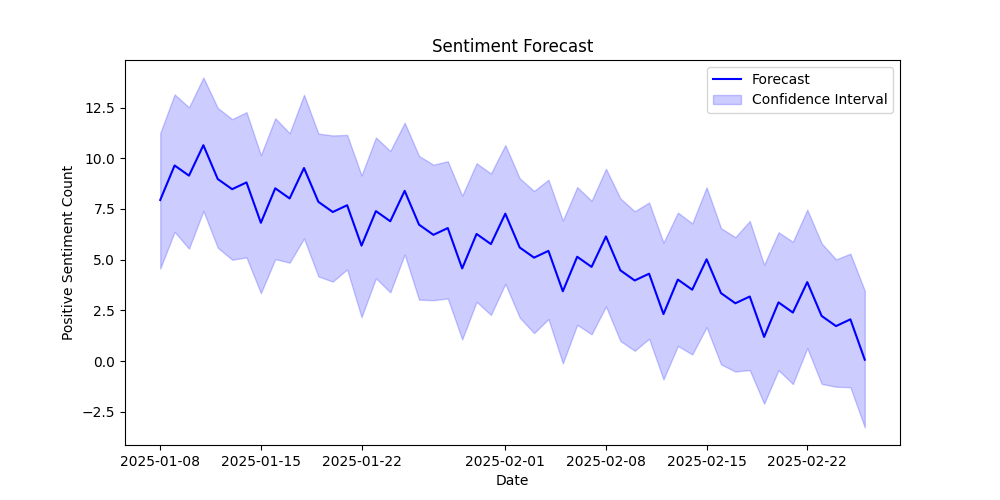 Sentiment Forecast
Forecast
Confidence Interval
Positive Sentiment Count
12.5
10.0
7.5
5.0
2.5
0.0
−2.5
2025-01-08 2025-01-15 2025-01-22 2025-02-01 2025-02-08 2025-02-15 2025-02-22
Date